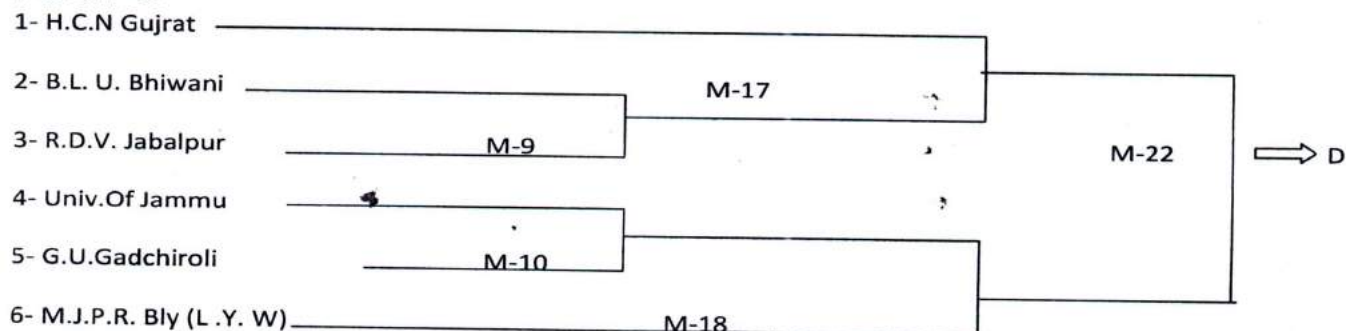 1- H.C.N Gujrat
2- B.L. U. Bhiwani
M-17
3- R.D.V. Jabalpur
M-9
M-22
D
4- Univ.Of Jammu
5- G.U.Gadchiroli
M-10
6- M.J.P.R. Bly (L .Y. W)
M-18